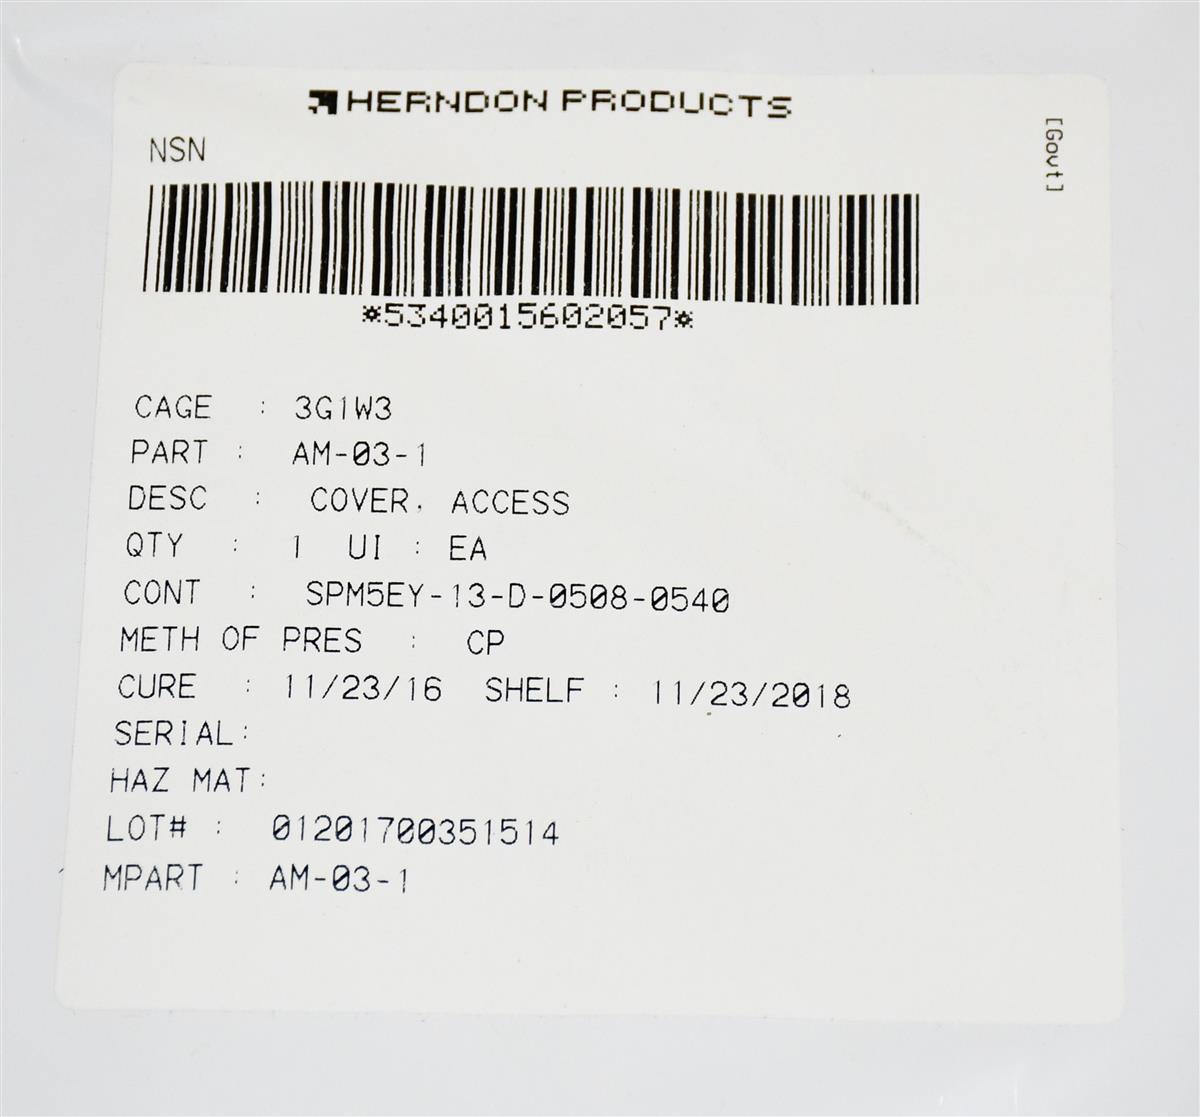 HERNDON PRODUCTS
[Govt]
NSN
*5340015602057*
CAGE : 3G1W3
PART : AM-03-1
DESC : COVER, ACCESS
QTY : 1 UI : EA
CONT : SPM5EY-13-D-0508-0540
METH OF PRES : CP
CURE : 11/23/16 SHELF : 11/23/2018
SERIAL:
HAZ MAT:
LOT# : 01201700351514
MPART : AM-03-1